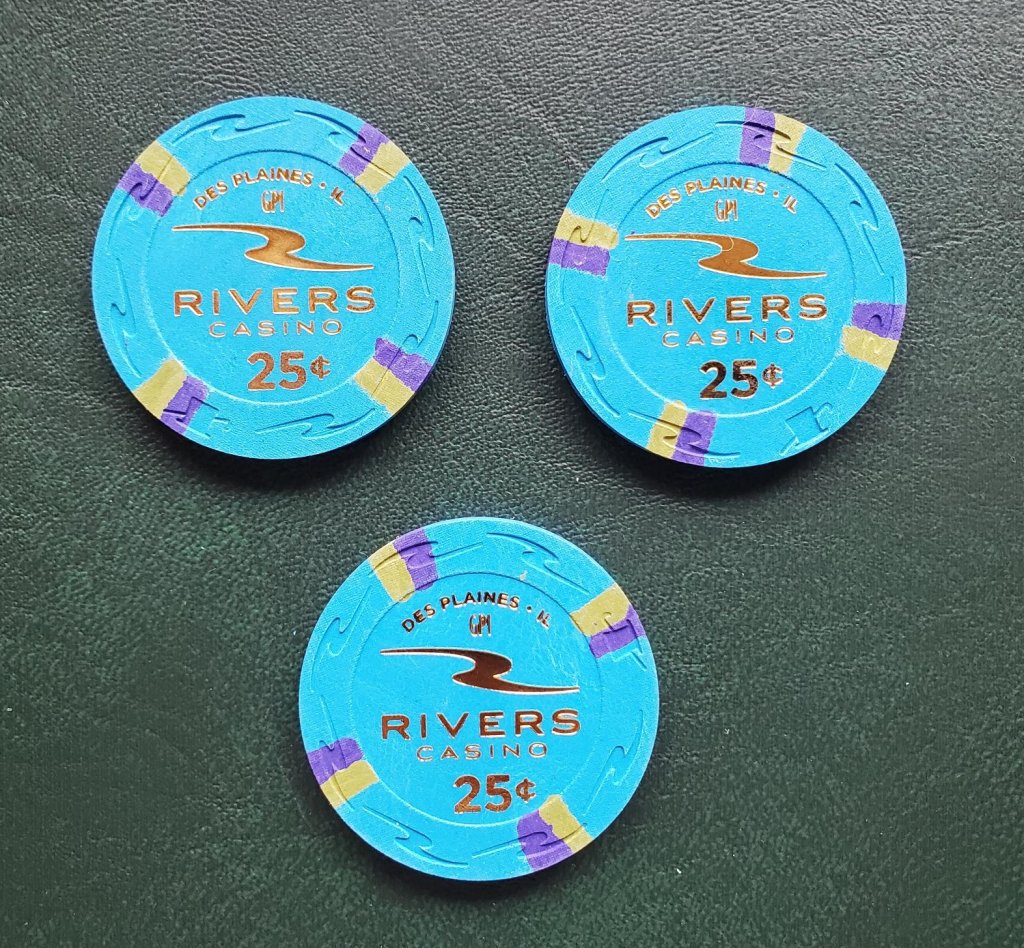 DES PLAINES • IL
GPI
RIVERS
CASINO
25¢
DES PLAINES • IL
GPI
RIVERS
CASINO
25¢
DES PLAINES • IL
GPI
RIVERS
CASINO
25¢